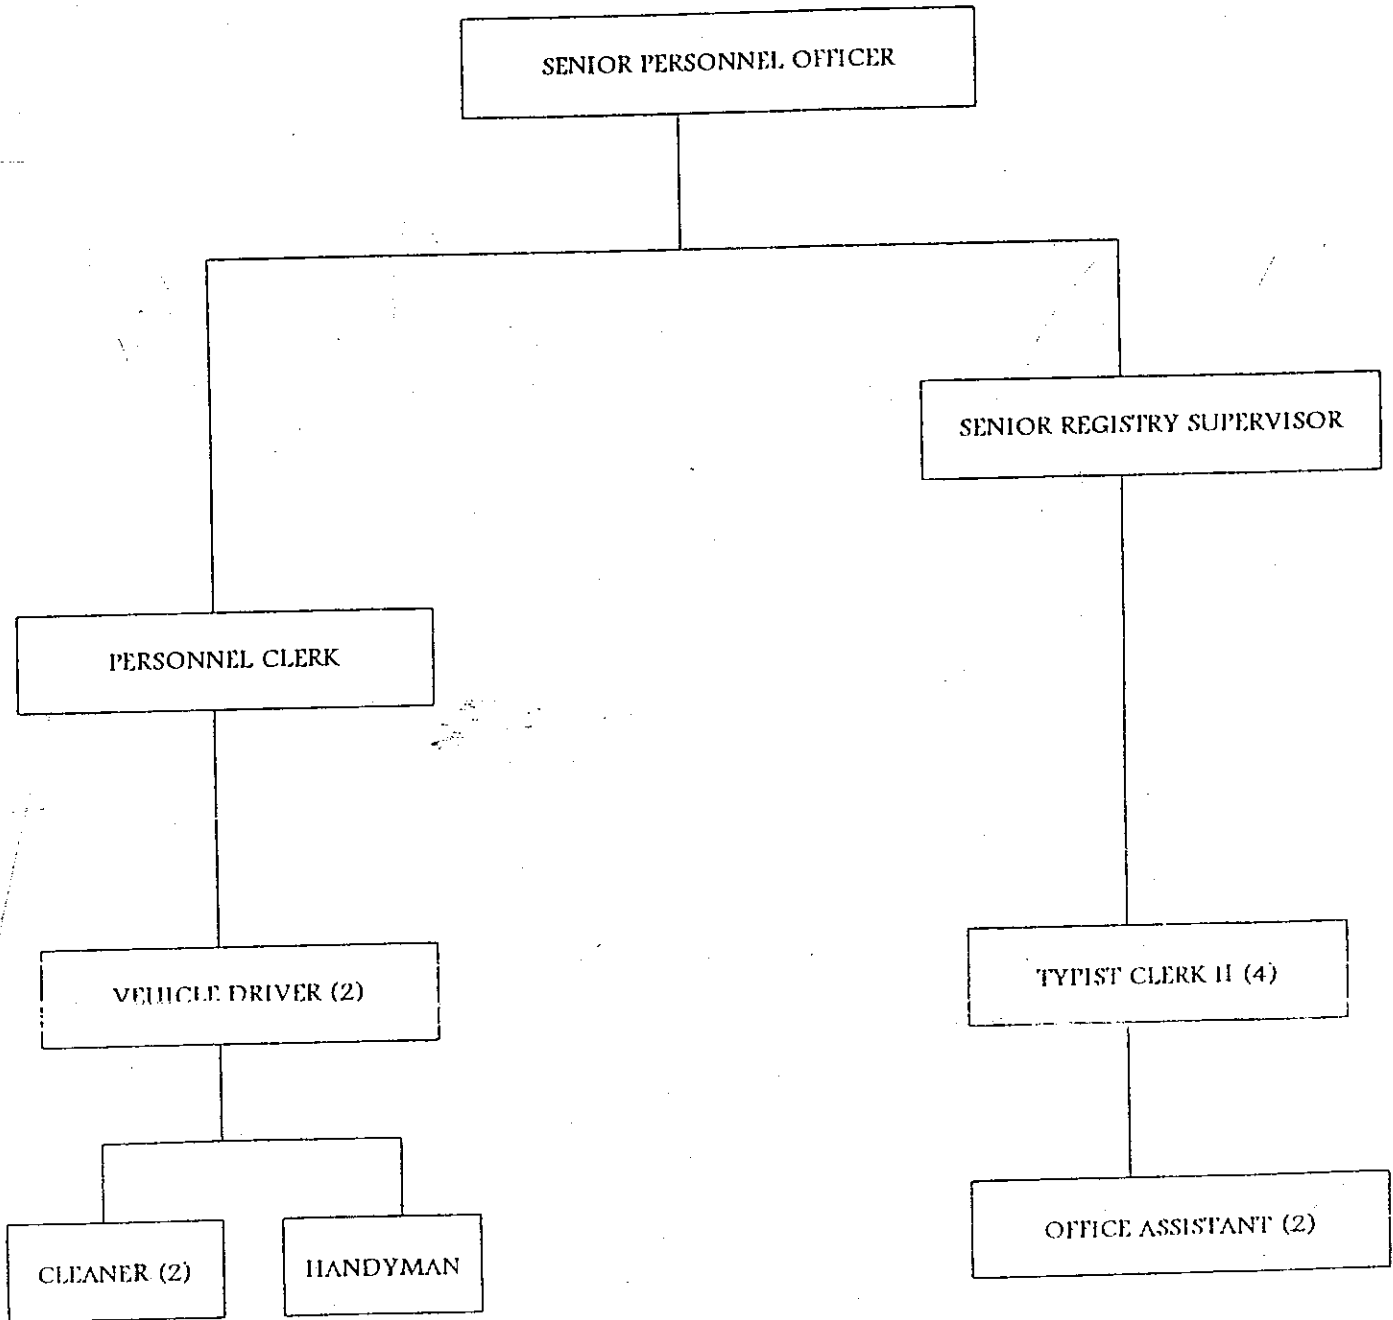 SENIOR PERSONNEL OFFICER
SENIOR REGISTRY SUPERVISOR
PERSONNEL CLERK
VEHICLE DRIVER (2)
TYPIST CLERK II (4)
CLEANER (2)
HANDYMAN
OFFICE ASSISTANT (2)